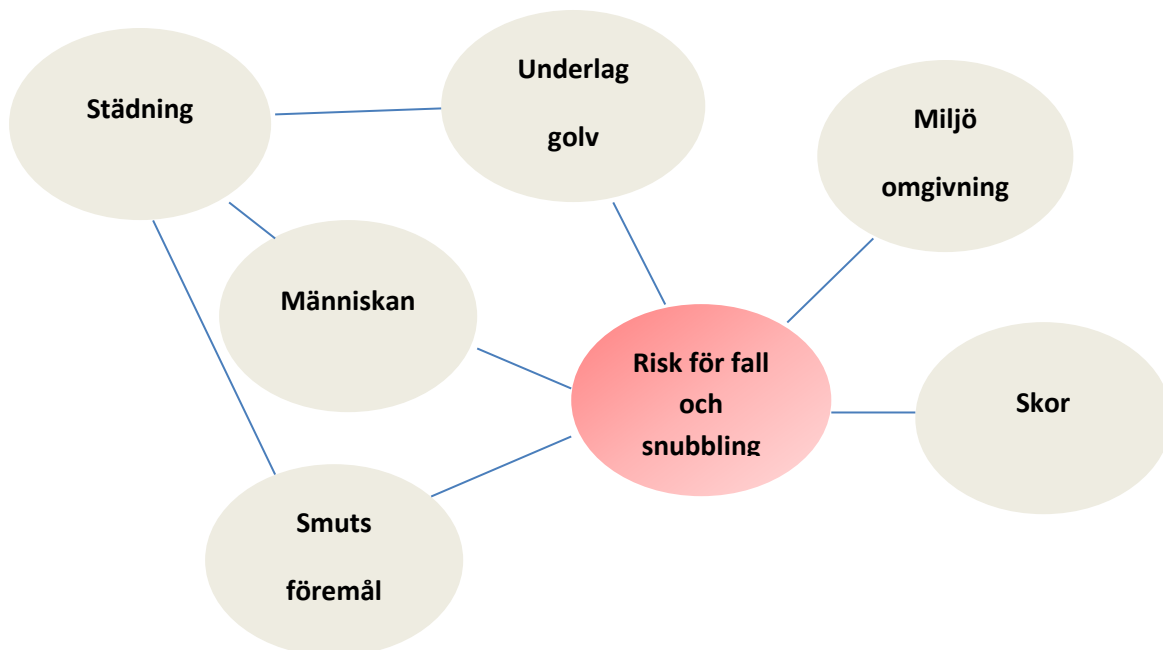 Städning
Underlag
golv
Miljö
omgivning
Människan
Risk för fall
och
snubbling
Skor
Smuts
föremål